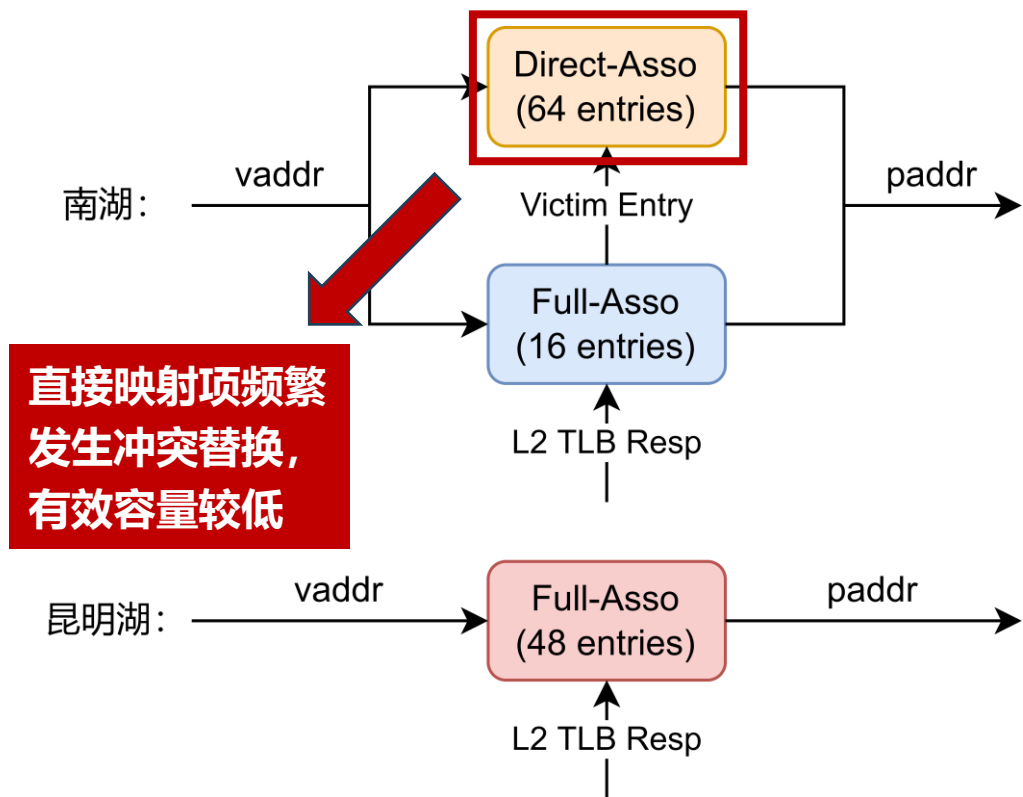 Direct-Asso
(64 entries)
vaddr
paddr
南湖：
Victim Entry
Full-Asso
(16 entries)
直接映射项频繁
发生冲突替换，
有效容量较低
L2 TLB Resp
vaddr
Full-Asso
(48 entries)
paddr
昆明湖：
L2 TLB Resp